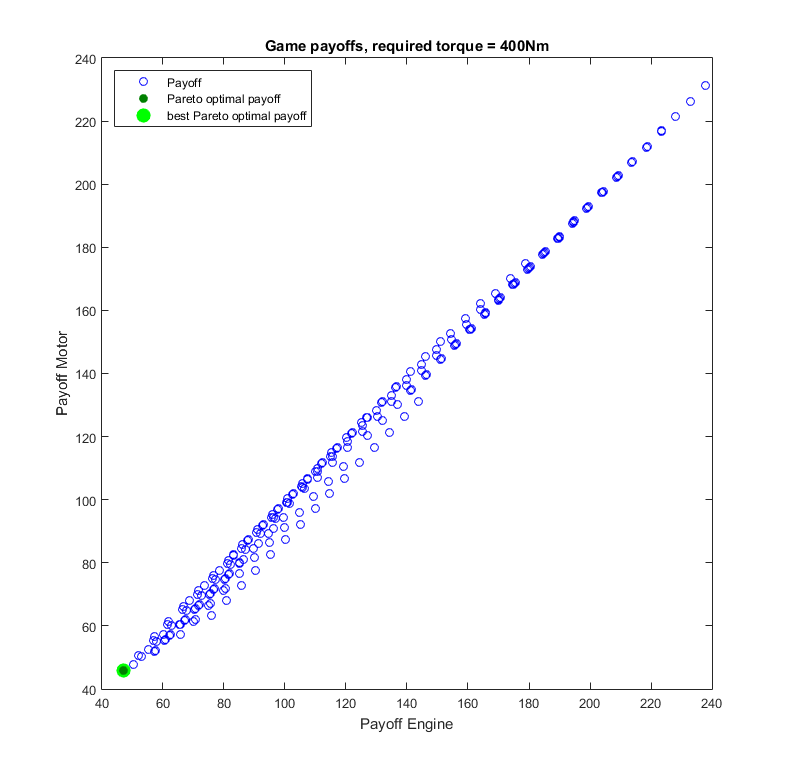 Game payoffs, required torque = 400Nm
240
220
200
180
160
140
120
100
80
60
40
Payoff Motor
Payoff
Pareto optimal payoff
best Pareto optimal payoff
40 60 80 100 120 140 160 180 200 220 240
Payoff Engine